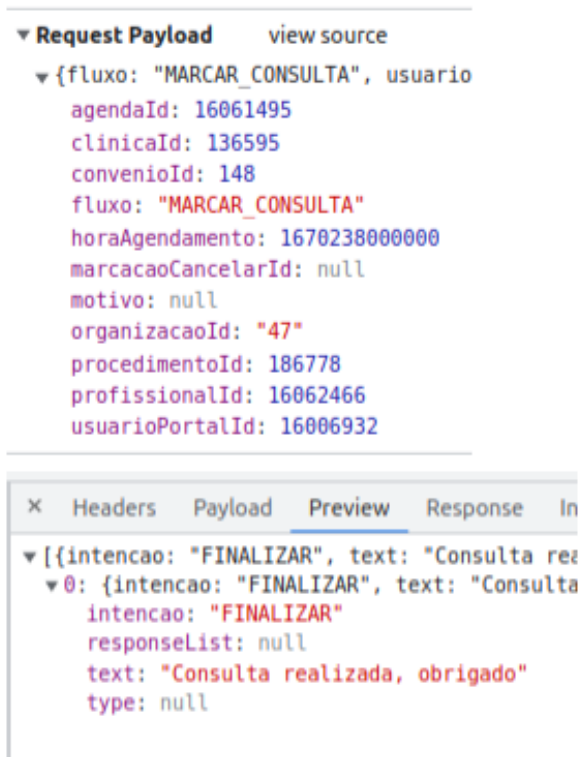 ▼ Request Payload view source
▼ {fluxo: "MARCAR_CONSULTA", usuario
agendaId: 16061495
clinicaId: 136595
convenioId: 148
fluxo: "MARCAR_CONSULTA"
horaAgendamento: 1670238000000
marcacaoCancelarId: null
motivo: null
organizacaoId: "47"
procedimentoId: 186778
profissionalId: 16062466
usuarioPortalId: 16006932
× Headers Payload Preview Response In
▼ [{intencao: "FINALIZAR", text: "Consulta rea
▼ 0: {intencao: "FINALIZAR", text: "Consulta
intencao: "FINALIZAR"
responseList: null
text: "Consulta realizada, obrigado"
type: null